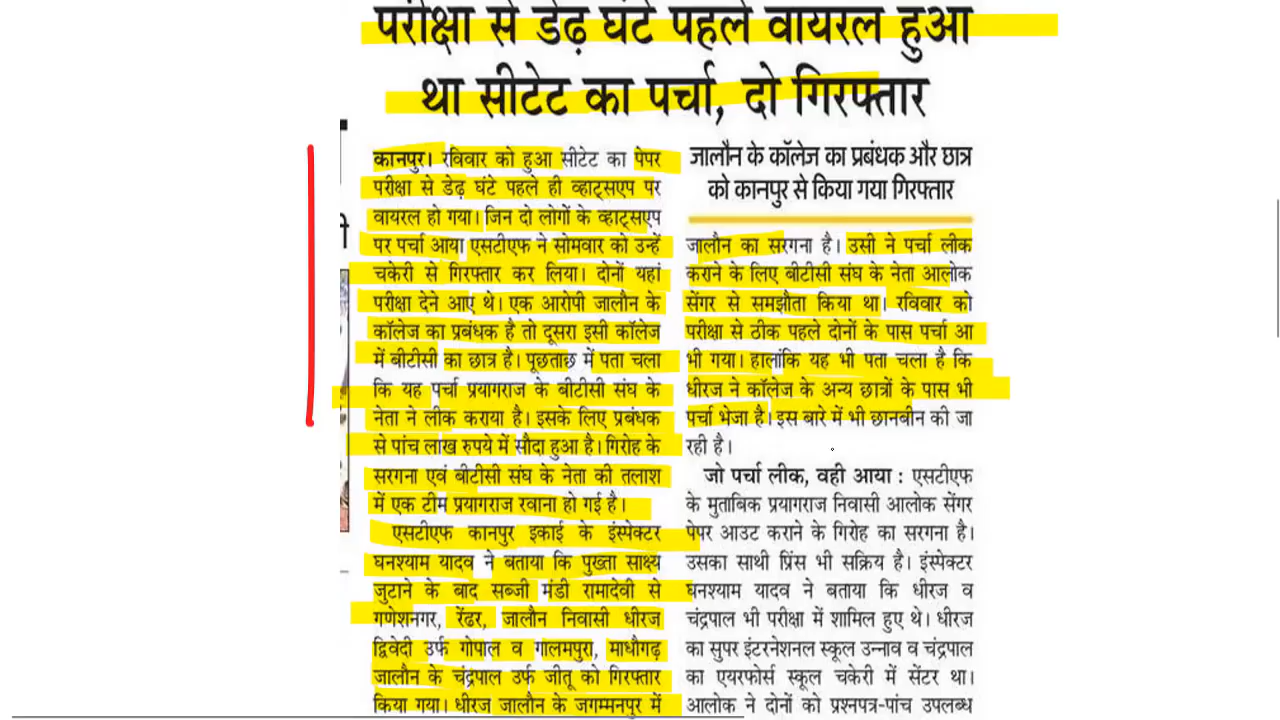 परीक्षा से डेढ़ घंटे पहले वायरल हुआ
था सीटेट का पर्चा, दो गिरफ्तार
कानपुर। रविवार को हुआ सीटेट का पेपर
परीक्षा से डेढ़ घंटे पहले ही व्हाट्सएप पर
वायरल हो गया। जिन दो लोगों के व्हाट्सएप
पर पर्चा आया एसटीएफ ने सोमवार को उन्हें
चकेरी से गिरफ्तार कर लिया। दोनों यहां
परीक्षा देने आए थे। एक आरोपी जालौन के
कॉलेज का प्रबंधक है तो दूसरा इसी कॉलेज
में बीटीसी का छात्र है। पूछताछ में पता चला
कि यह पर्चा प्रयागराज के बीटीसी संघ के
नेता ने लीक कराया है। इसके लिए प्रबंधक
से पांच लाख रुपये में सौदा हुआ है। गिरोह के
सरगना एवं बीटीसी संघ के नेता की तलाश
में एक टीम प्रयागराज रवाना हो गई है।
एसटीएफ कानपुर इकाई के इंस्पेक्टर
घनश्याम यादव ने बताया कि पुख्ता साक्ष्य
जुटाने के बाद सब्जी मंडी रामादेवी से
गणेशनगर, रेंढर, जालौन निवासी धीरज
द्विवेदी उर्फ गोपाल व गालमपुरा, माधौगढ़
जालौन के चंद्रपाल उर्फ जीतू को गिरफ्तार
किया गया। धीरज जालौन के जगम्मनपुर में
जालौन के कॉलेज का प्रबंधक और छात्र
को कानपुर से किया गया गिरफ्तार
जालौन का सरगना है। उसी ने पर्चा लीक
कराने के लिए बीटीसी संघ के नेता आलोक
सेंगर से समझौता किया था। रविवार को
परीक्षा से ठीक पहले दोनों के पास पर्चा आ
भी गया। हालांकि यह भी पता चला है कि
धीरज ने कॉलेज के अन्य छात्रों के पास भी
पर्चा भेजा है। इस बारे में भी छानबीन की जा
रही है।
जो पर्चा लीक, वही आया : एसटीएफ
के मुताबिक प्रयागराज निवासी आलोक सेंगर
पेपर आउट कराने के गिरोह का सरगना है।
उसका साथी प्रिंस भी सक्रिय है। इंस्पेक्टर
घनश्याम यादव ने बताया कि धीरज व
चंद्रपाल भी परीक्षा में शामिल हुए थे। धीरज
का सुपर इंटरनेशनल स्कूल उन्नाव व चंद्रपाल
का एयरफोर्स स्कूल चकेरी में सेंटर था।
आलोक ने दोनों को प्रश्नपत्र-पांच उपलब्ध